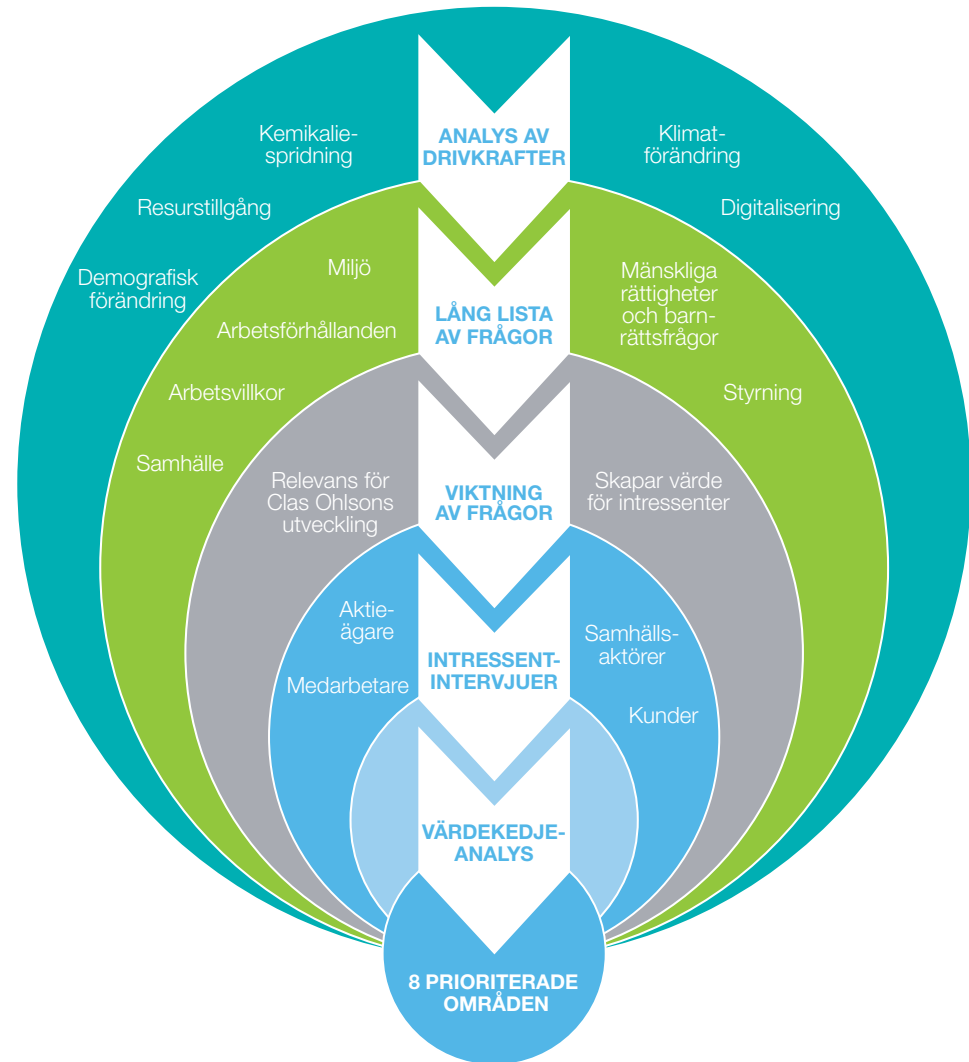 ANALYS AV
DRIVKRAFTER
Kemikalie-
spridning
Resurstillgång
Demografisk
förändring
Klimat-
förändring
Digitalisering
LÅNG LISTA
AV FRÅGOR
Miljö
Arbetsförhållanden
Arbetsvillkor
Samhälle
Mänskliga
rättigheter
och barn-
rättsfrågor
Styrning
VIKTNING
AV FRÅGOR
Relevans för
Clas Ohlsons
utveckling
Skapar värde
för intressenter
INTRESSENT-
INTERVJUER
Aktie-
ägare
Medarbetare
Samhälls-
aktörer
Kunder
VÄRDEKEDJE-
ANALYS
8 PRIORITERADE
OMRÅDEN